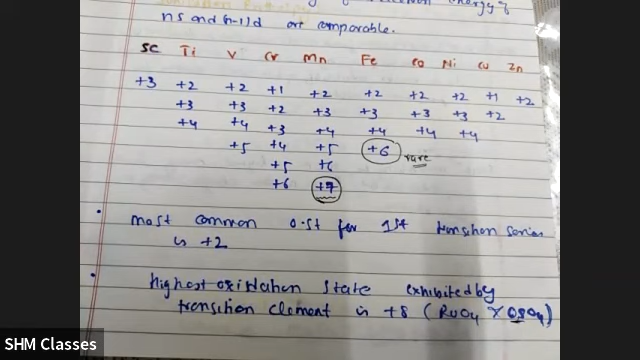 energy of
ns and (n-1)d are comparable.
SC Ti V Cr Mn Fe Co Ni Cu Zn
+3 +2 +2 +1 +2 +2 +2 +2 +1 +2
+3 +3 +2 +3 +3 +3 +3 +2
+4 +4 +3 +4 +4 +4 +4
+5 +4 +5 +6 rare
+5 +6
+6 +7
most common o.st for 1st transition series
is +2
highest oxidation state exhibited by
transition element is +8 (RuO4 & OsO4)
SHM Classes